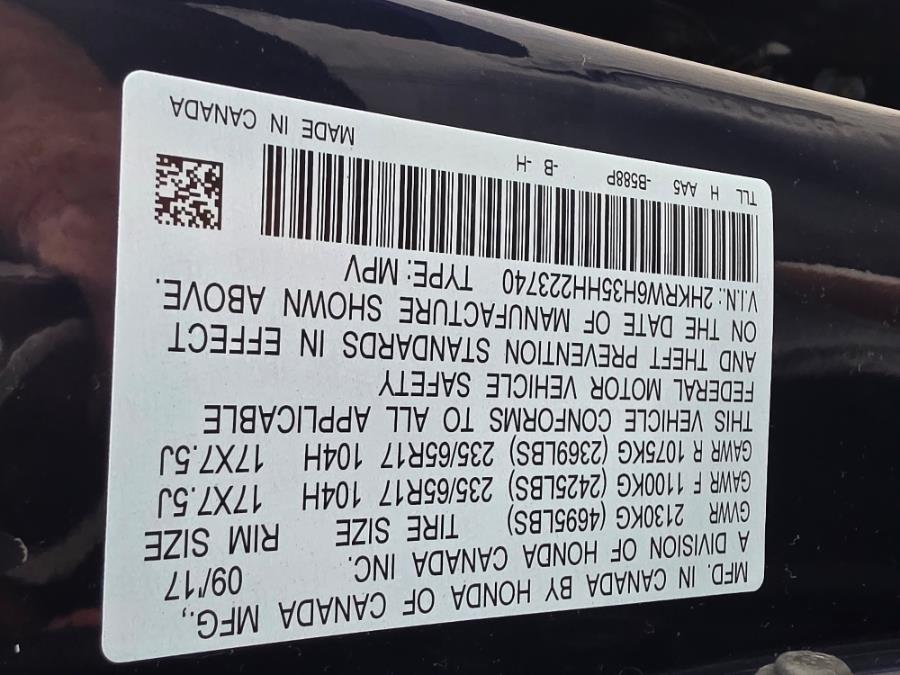 MFD. IN CANADA BY HONDA OF CANADA MFG.,
A DIVISION OF HONDA CANADA INC. 09/17
GVWR 2130KG (4695LBS) TIRE SIZE RIM SIZE
GAWR F 1100KG (2425LBS) 235/65R17 104H 17X7.5J
GAWR R 1075KG (2369LBS) 235/65R17 104H 17X7.5J
THIS VEHICLE CONFORMS TO ALL APPLICABLE
FEDERAL MOTOR VEHICLE SAFETY
AND THEFT PREVENTION STANDARDS IN EFFECT
ON THE DATE OF MANUFACTURE SHOWN ABOVE.
V.I.N.: 2HKRW6H35HH223740 TYPE: MPV
TLL H AA5 -B588P -B -H
MADE IN CANADA